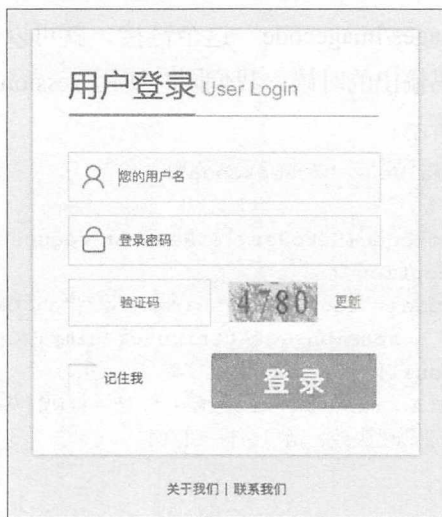 用户登录 User Login
您的用户名
登录密码
验证码 4780 更新
记住我 登 录
关于我们 | 联系我们